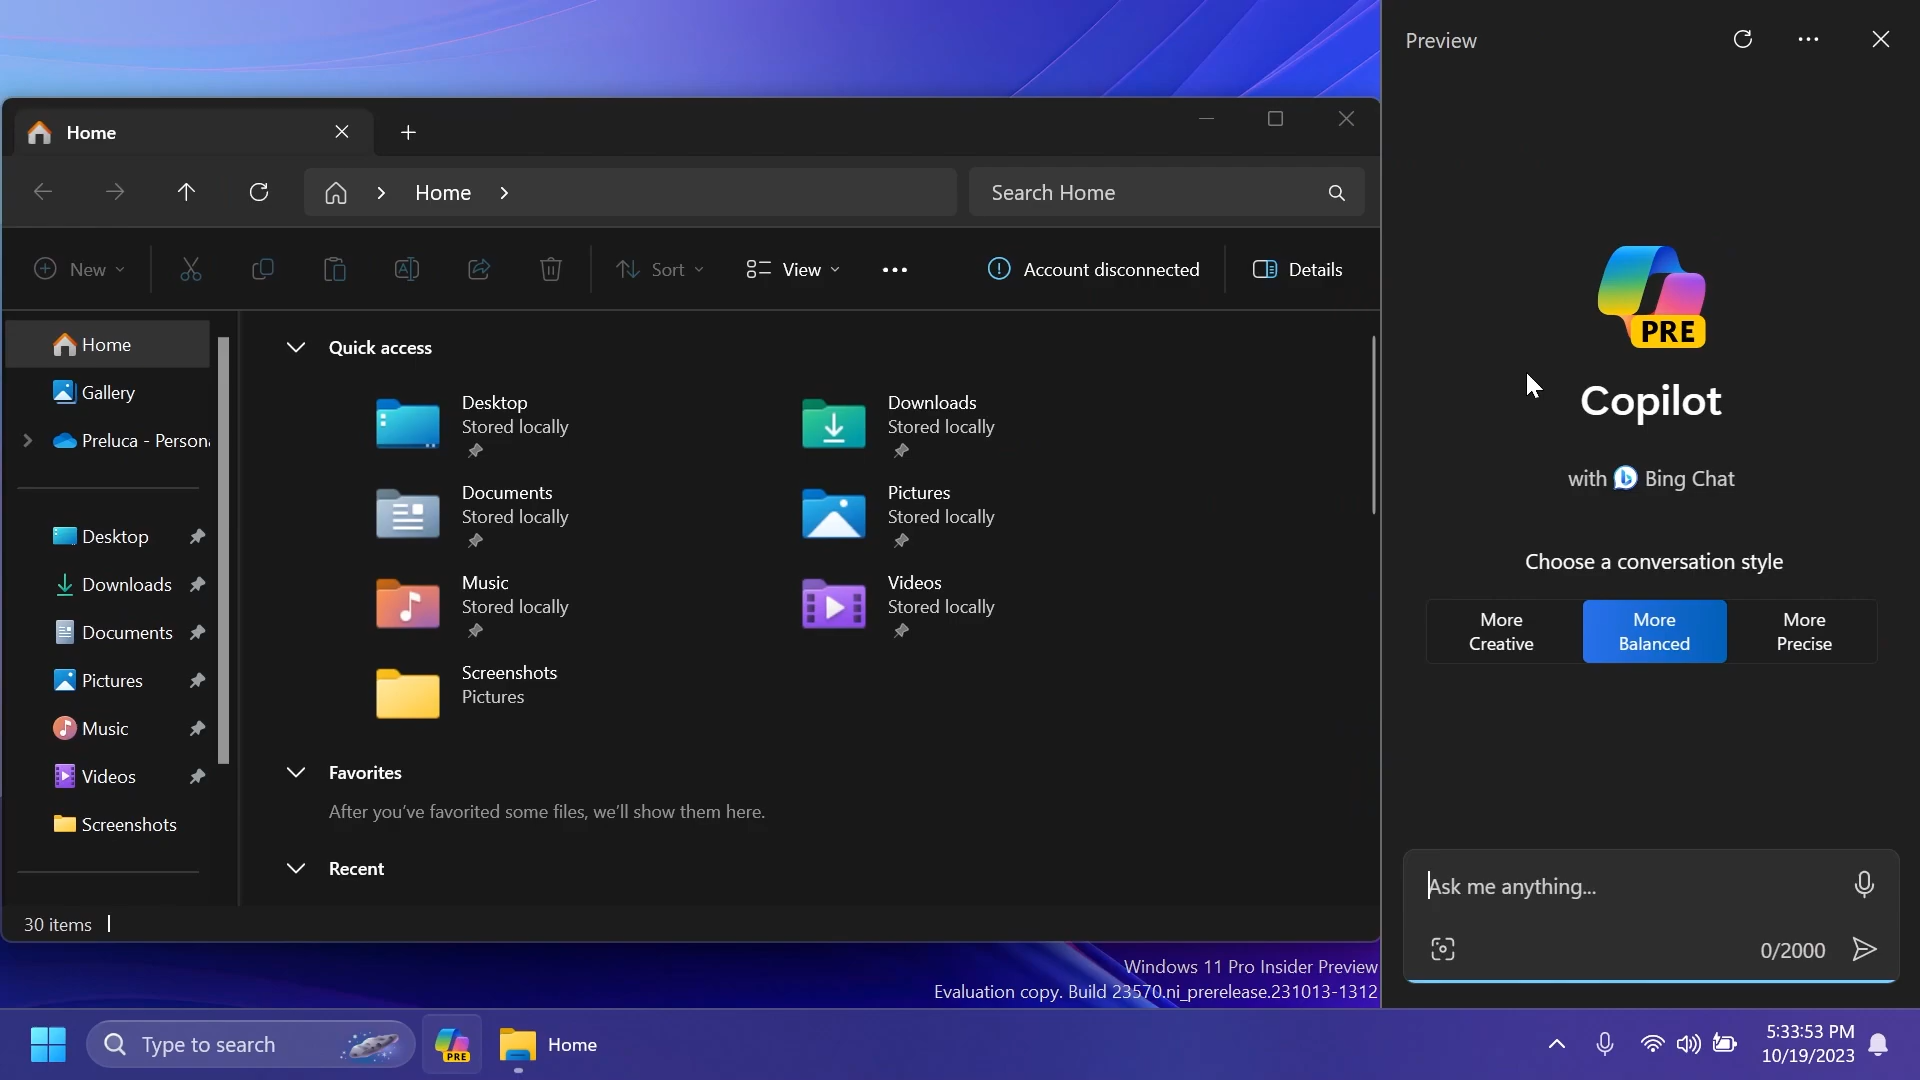 Preview
Home
Home
Search Home
New
Sort
View
Account disconnected
Details
Home
Gallery
Preluca - Person
Desktop
Downloads
Documents
Pictures
Music
Videos
Screenshots
Quick access
Desktop
Stored locally
Downloads
Stored locally
Documents
Stored locally
Pictures
Stored locally
Music
Stored locally
Videos
Stored locally
Screenshots
Pictures
Favorites
After you've favorited some files, we'll show them here.
Recent
30 items
PRE
Copilot
with b Bing Chat
Choose a conversation style
More
Creative
More
Balanced
More
Precise
Ask me anything...
0/2000
Windows 11 Pro Insider Preview
Evaluation copy. Build 23570.ni_prerelease.231013-1312
Type to search
PRE
Home
5:33:53 PM
10/19/2023